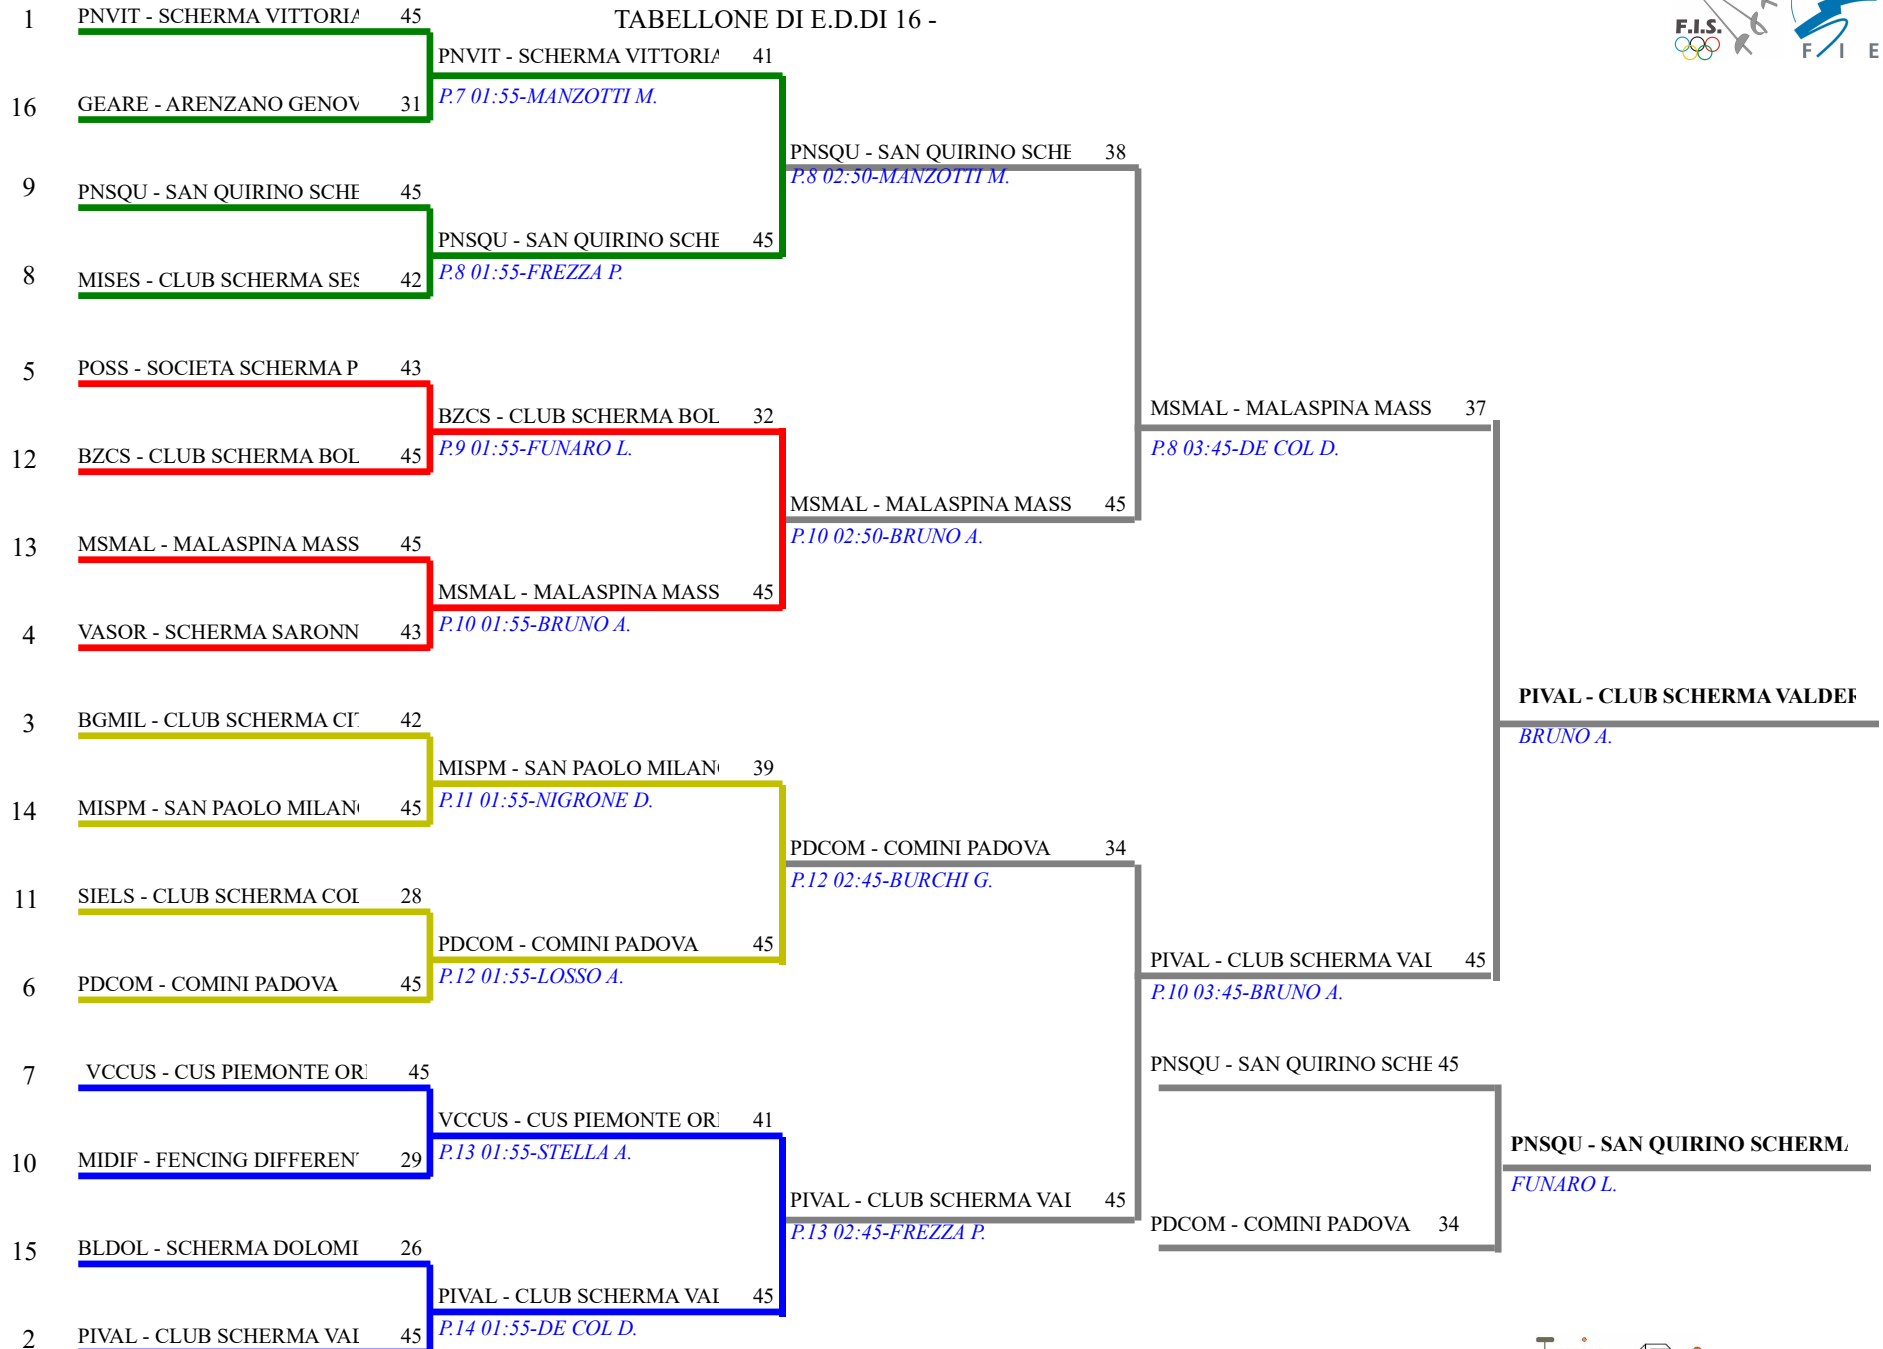 TABELLONE DI E.D.DI 16 -
F.I.S.
F I E
1 PNVIT - SCHERMA VITTORIA 45
16 GEARE - ARENZANO GENOV 31
9 PNSQU - SAN QUIRINO SCHE 45
8 MISES - CLUB SCHERMA SES 42
5 POSS - SOCIETA SCHERMA P 43
12 BZCS - CLUB SCHERMA BOL 45
13 MSMAL - MALASPINA MASS 45
4 VASOR - SCHERMA SARONN 43
3 BGMIL - CLUB SCHERMA CIT 42
14 MISPM - SAN PAOLO MILANO 45
11 SIELS - CLUB SCHERMA COL 28
6 PDCOM - COMINI PADOVA 45
7 VCCUS - CUS PIEMONTE ORI 45
10 MIDIF - FENCING DIFFERENT 29
15 BLDOL - SCHERMA DOLOMI 26
2 PIVAL - CLUB SCHERMA VAL 45
PNVIT - SCHERMA VITTORIA 41
P.7 01:55-MANZOTTI M.
PNSQU - SAN QUIRINO SCHE 45
P.8 01:55-FREZZA P.
BZCS - CLUB SCHERMA BOL 32
P.9 01:55-FUNARO L.
MSMAL - MALASPINA MASS 45
P.10 01:55-BRUNO A.
MISPM - SAN PAOLO MILANO 39
P.11 01:55-NIGRONE D.
PDCOM - COMINI PADOVA 45
P.12 01:55-LOSSO A.
VCCUS - CUS PIEMONTE ORI 41
P.13 01:55-STELLA A.
PIVAL - CLUB SCHERMA VAL 45
P.14 01:55-DE COL D.
PNSQU - SAN QUIRINO SCHE 38
P.8 02:50-MANZOTTI M.
MSMAL - MALASPINA MASS 45
P.10 02:50-BRUNO A.
PDCOM - COMINI PADOVA 34
P.12 02:45-BURCHI G.
PIVAL - CLUB SCHERMA VAL 45
P.13 02:45-FREZZA P.
MSMAL - MALASPINA MASS 37
P.8 03:45-DE COL D.
PIVAL - CLUB SCHERMA VAL 45
P.10 03:45-BRUNO A.
PNSQU - SAN QUIRINO SCHE 45
PDCOM - COMINI PADOVA 34
PIVAL - CLUB SCHERMA VALDER
BRUNO A.
PNSQU - SAN QUIRINO SCHERMA
FUNARO L.